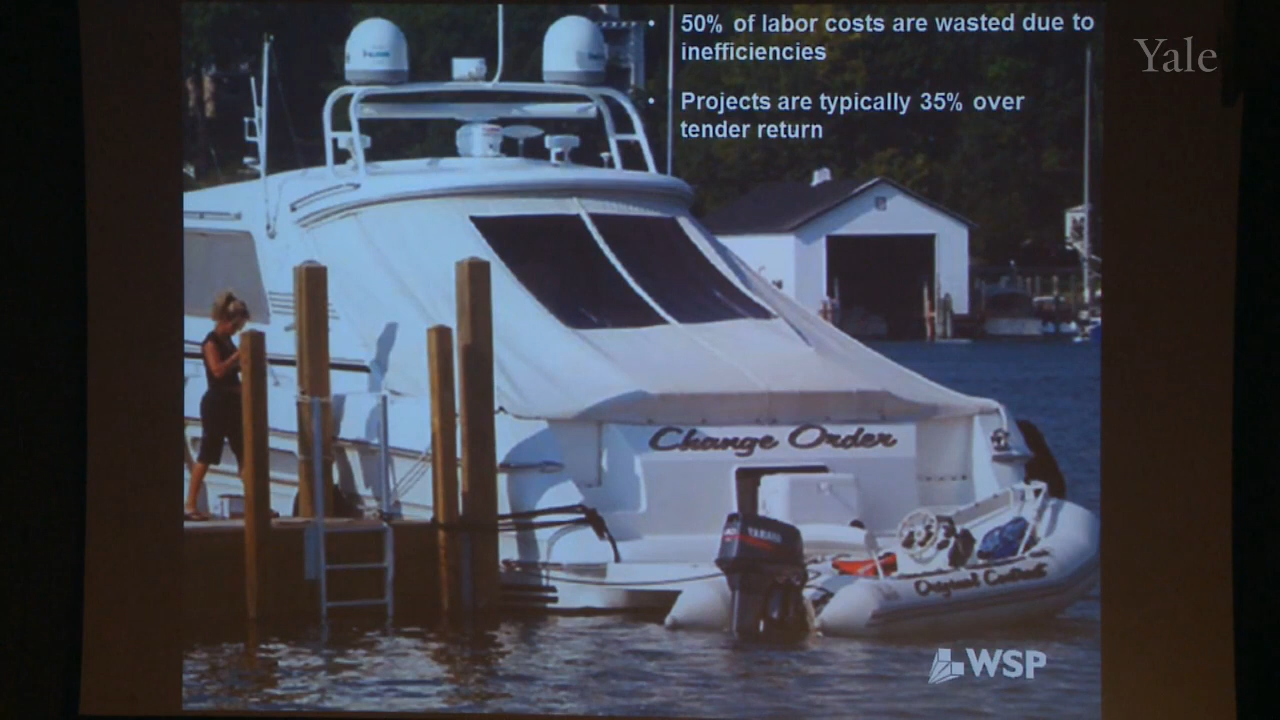 • 50% of labor costs are wasted due to
inefficiencies
• Projects are typically 35% over
tender return
Yale
Change Order
YAMAHA
Original Contract
WSP